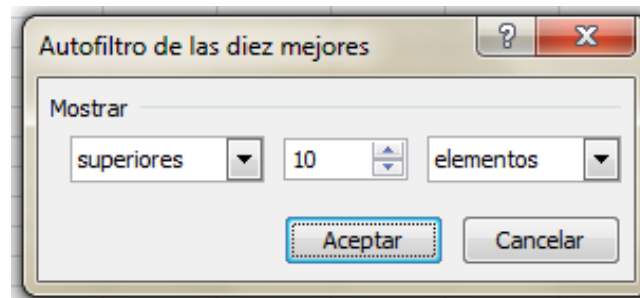 Autofiltro de las diez mejores
Mostrar
superiores 10 elementos
Aceptar Cancelar